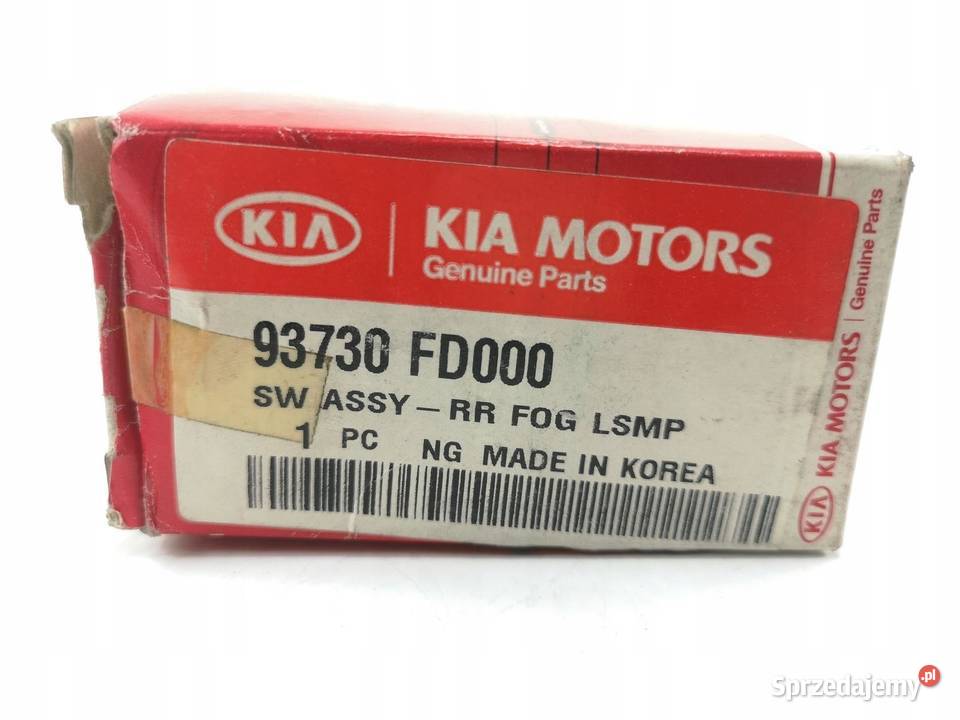 KIA
KIA MOTORS
Genuine Parts
93730 FD000
SW ASSY - RR FOG LSMP
1 PC NG MADE IN KOREA
KIA KIA MOTORS | Genuine Parts
Sprzedajemy.pl